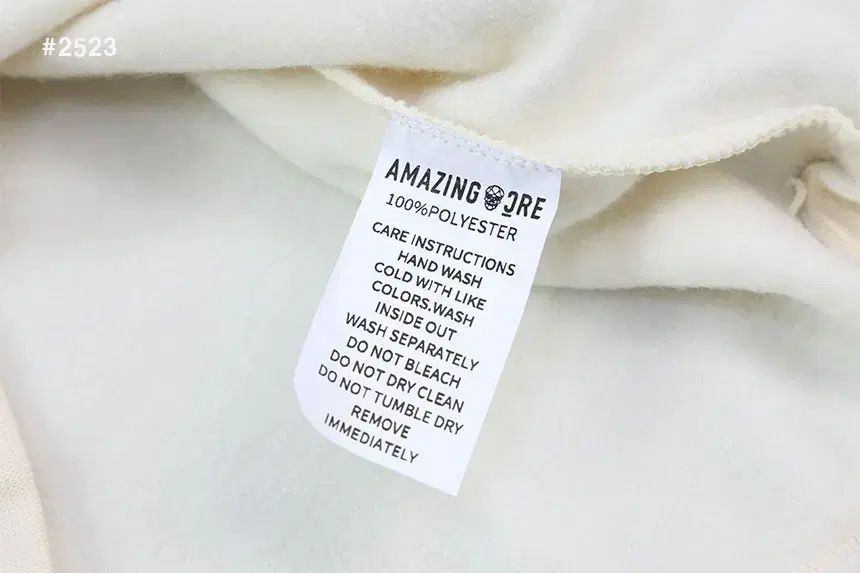 #2523
AMAZING CRE
100%POLYESTER
CARE INSTRUCTIONS
HAND WASH
COLD WITH LIKE
COLORS.WASH
INSIDE OUT
WASH SEPARATELY
DO NOT BLEACH
DO NOT DRY CLEAN
DO NOT TUMBLE DRY
REMOVE
IMMEDIATELY